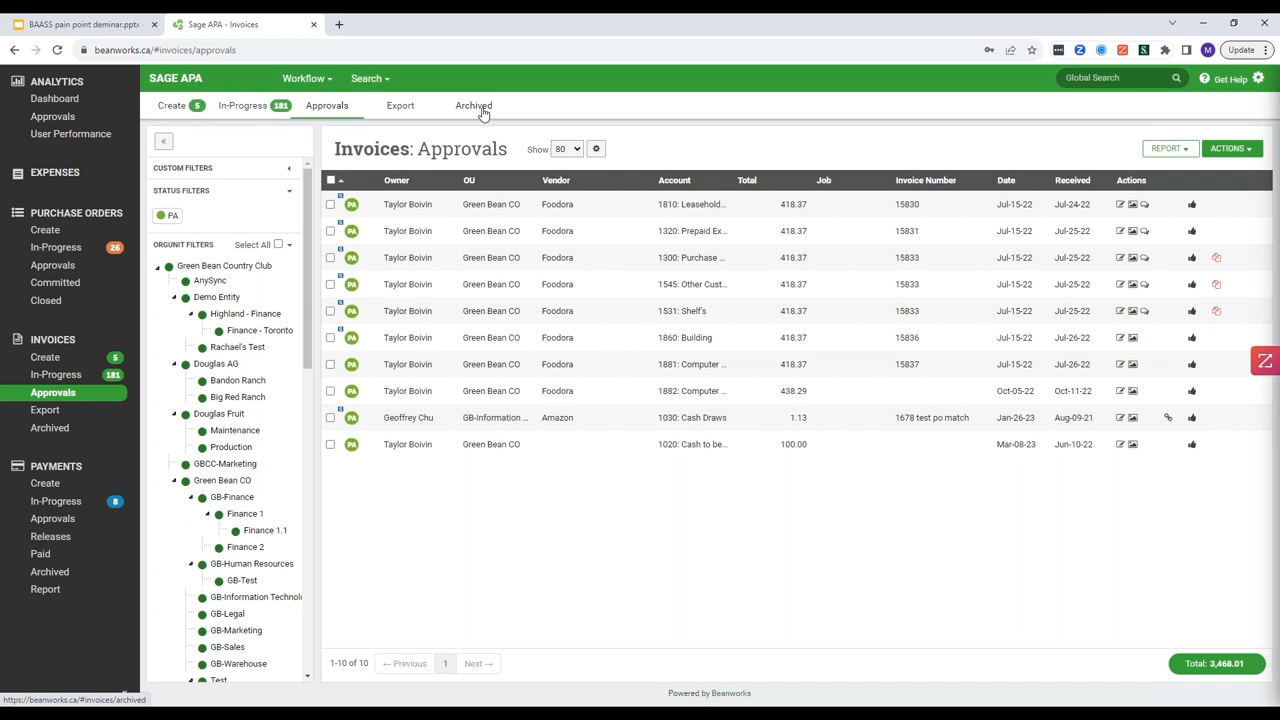 BAASS pain point deminar.pptx
Sage APA - Invoices
beanworks.ca/#invoices/approvals
M
Update
ANALYTICS
Dashboard
Approvals
User Performance
EXPENSES
PURCHASE ORDERS
Create
In-Progress 26
Approvals
Committed
Closed
INVOICES
Create 5
In-Progress 181
Approvals
Export
Archived
PAYMENTS
Create
In-Progress 8
Approvals
Releases
Paid
Archived
Report
https://beanworks.ca/#invoices/archived
SAGE APA Workflow Search Global Search Get Help
Create 5 In-Progress 181 Approvals Export Archived
«
CUSTOM FILTERS
STATUS FILTERS
PA
ORGUNIT FILTERS Select All
Green Bean Country Club
AnySync
Demo Entity
Highland - Finance
Finance - Toronto
Rachael's Test
Douglas AG
Bandon Ranch
Big Red Ranch
Douglas Fruit
Maintenance
Production
GBCC-Marketing
Green Bean CO
GB-Finance
Finance 1
Finance 1.1
Finance 2
GB-Human Resources
GB-Test
GB-Information Technol
GB-Legal
GB-Marketing
GB-Sales
GB-Warehouse
Test
Invoices: Approvals Show 80 REPORT ACTIONS
Owner OU Vendor Account Total Job Invoice Number Date Received Actions
S PA Taylor Boivin Green Bean CO Foodora 1810: Leasehold... 418.37 15830 Jul-15-22 Jul-24-22
S PA Taylor Boivin Green Bean CO Foodora 1320: Prepaid Ex... 418.37 15831 Jul-15-22 Jul-25-22
S PA Taylor Boivin Green Bean CO Foodora 1300: Purchase ... 418.37 15833 Jul-15-22 Jul-25-22
S PA Taylor Boivin Green Bean CO Foodora 1545: Other Cust... 418.37 15833 Jul-15-22 Jul-25-22
S PA Taylor Boivin Green Bean CO Foodora 1531: Shelf's 418.37 15833 Jul-15-22 Jul-25-22
S PA Taylor Boivin Green Bean CO Foodora 1860: Building 418.37 15836 Jul-15-22 Jul-26-22
S PA Taylor Boivin Green Bean CO Foodora 1881: Computer ... 418.37 15837 Jul-15-22 Jul-26-22
PA Taylor Boivin Green Bean CO Foodora 1882: Computer ... 438.29 Oct-05-22 Oct-11-22
S PA Geoffrey Chu GB-Information ... Amazon 1030: Cash Draws 1.13 1678 test po match Jan-26-23 Aug-09-21
PA Taylor Boivin Green Bean CO 1020: Cash to be... 100.00 Mar-08-23 Jun-10-22
1-10 of 10 ← Previous 1 Next → Total: 3,468.01
Powered by Beanworks